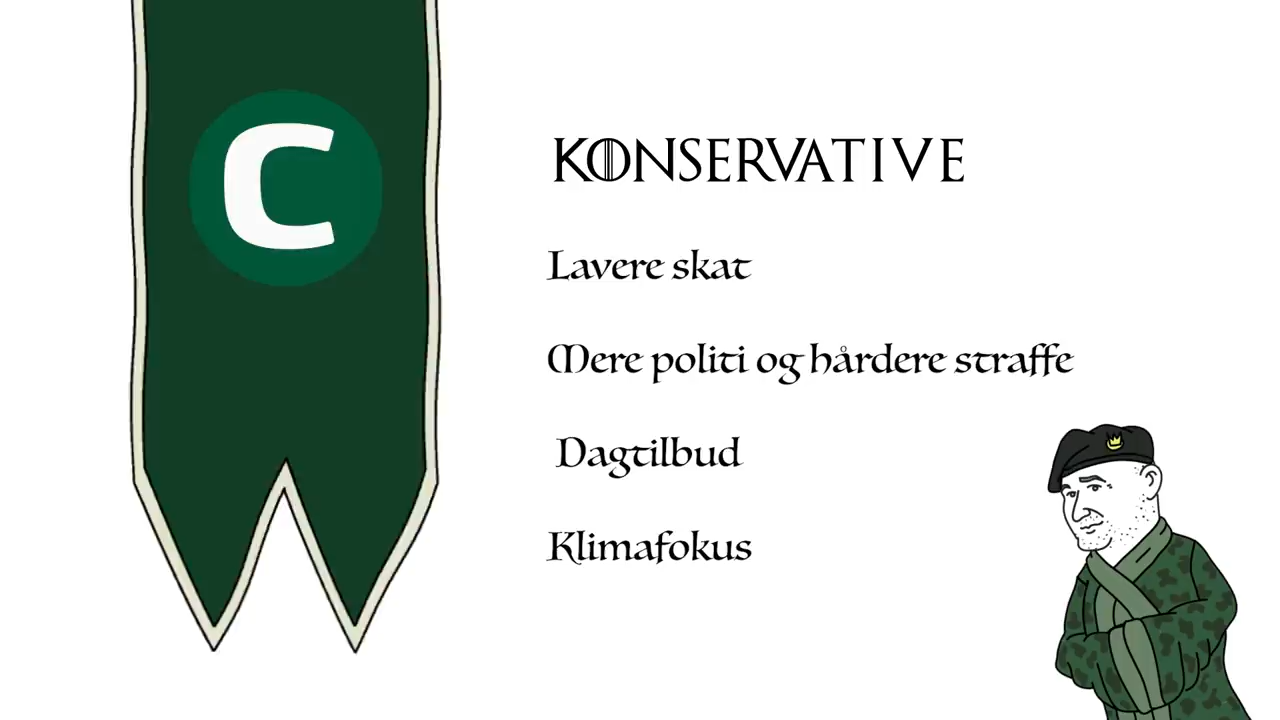 C
KONSERVATIVE
Lavere skat
Mere politi og hårdere straffe
Dagtilbud
Klimafokus